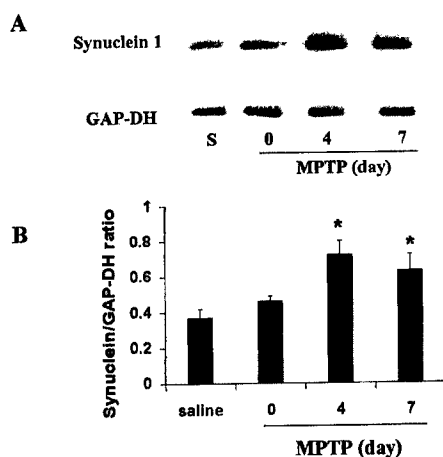 A
Synuclein 1
GAP-DH
S 0 4 7
MPTP (day)
B
Synuclein/GAP-DH ratio
1
0.8
0.6
0.4
0.2
0
* *
saline 0 4 7
MPTP (day)